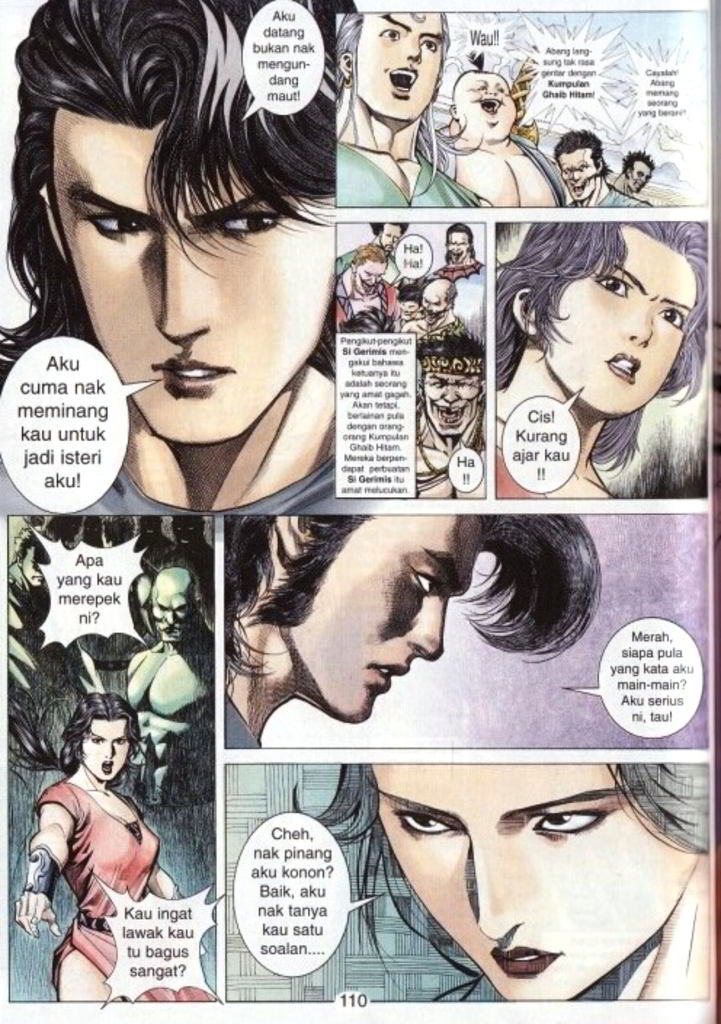 Aku
datang
bukan nak
mengun-
dang
maut!
Aku
cuma nak
meminang
kau untuk
jadi isteri
aku!
Wau!!
Abang lang-
sung tak rasa
gentar dengan
Kumpulan
Ghaib Hitam!
Cayalah!
Abang
memang
seorang
yang berani!
Ha!
Ha!
Pengikut-pengikut
Si Gerimis men-
gakui bahawa
ketuanya itu
adalah seorang
yang amat gagah.
Akan tetapi,
berlainan pula
dengan orang-
orang Kumpulan
Ghaib Hitam.
Mereka berpen-
dapat perbuatan
Si Gerimis itu
amat melucukan.
Ha
!!
Cis!
Kurang
ajar kau
!!
Apa
yang kau
merepek
ni?
Kau ingat
lawak kau
tu bagus
sangat?
Merah,
siapa pula
yang kata aku
main-main?
Aku serius
ni, tau!
Cheh,
nak pinang
aku konon?
Baik, aku
nak tanya
kau satu
soalan....
110